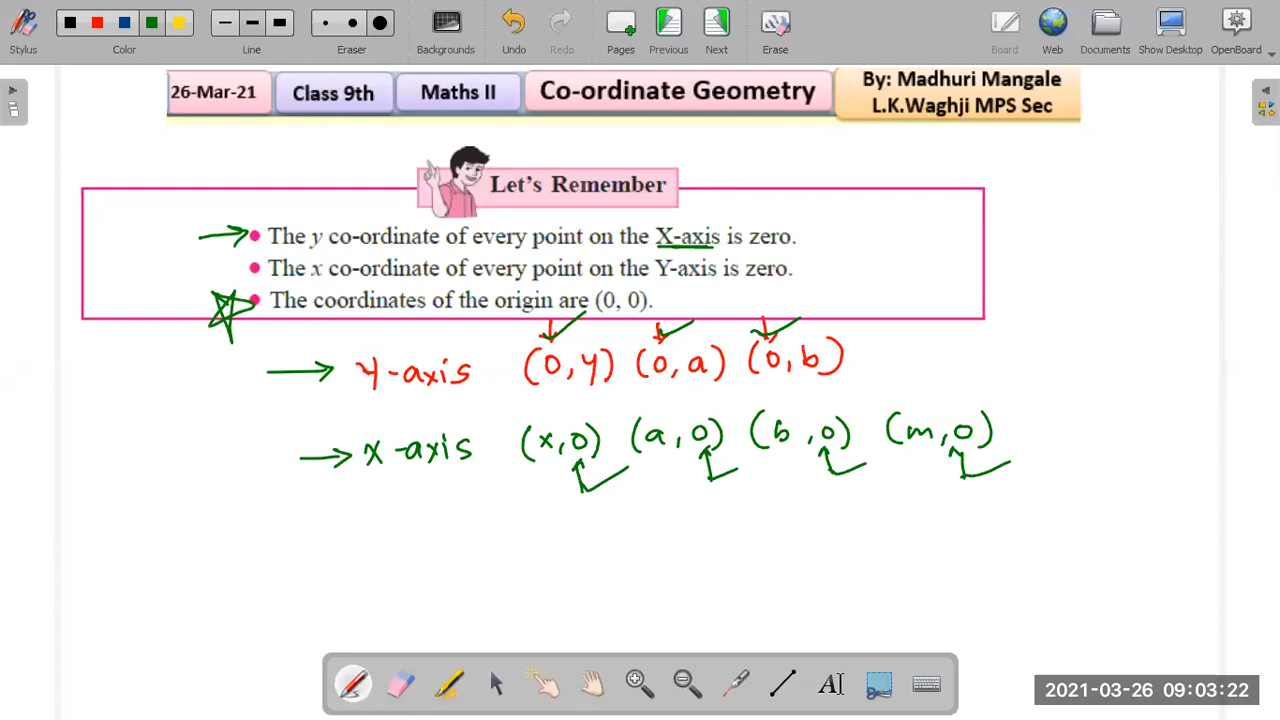 Stylus Color Line Eraser Backgrounds Undo Redo Pages Previous Next Erase Board Web Documents Show Desktop OpenBoard
26-Mar-21 Class 9th Maths II Co-ordinate Geometry By: Madhuri Mangale
L.K.Waghji MPS Sec
Let's Remember
• The y co-ordinate of every point on the X-axis is zero.
• The x co-ordinate of every point on the Y-axis is zero.
• The coordinates of the origin are (0, 0).
→ Y-axis (0,y) (0,a) (0,b)
→ x-axis (x,0) (a,0) (b,0) (m,0)
2021-03-26 09:03:22